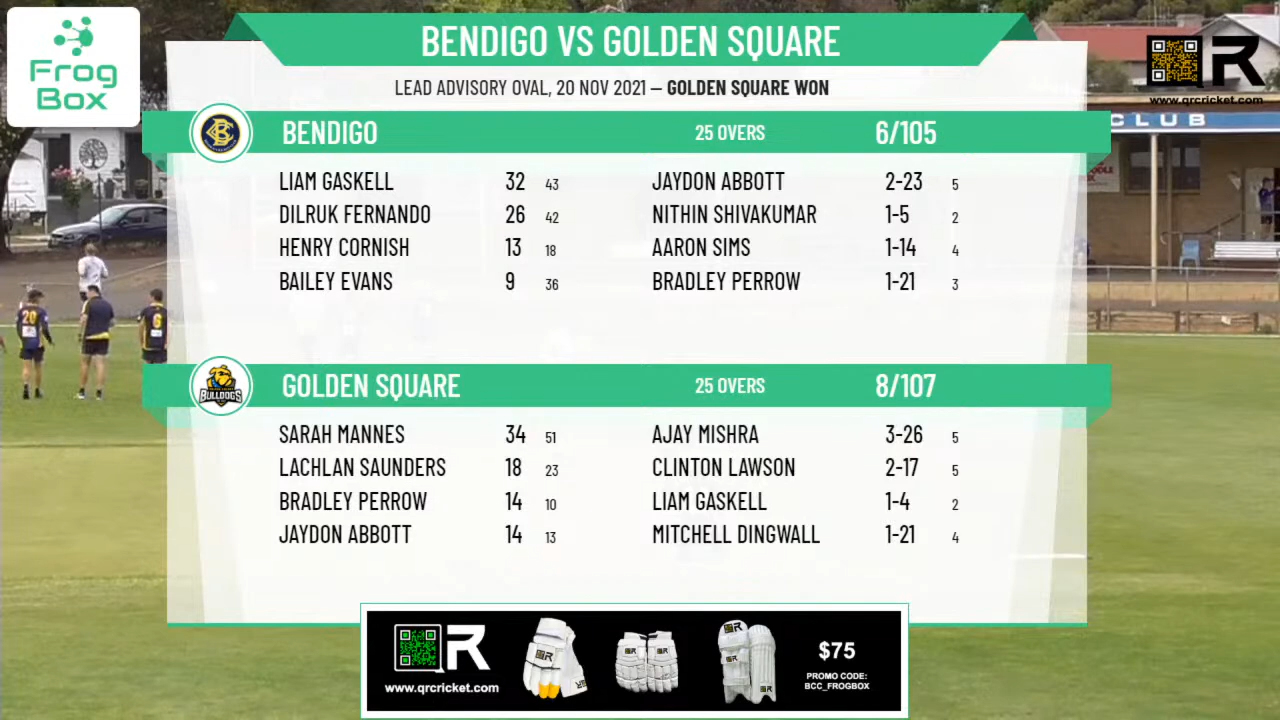 Frog
Box
BENDIGO VS GOLDEN SQUARE
LEAD ADVISORY OVAL, 20 NOV 2021 – GOLDEN SQUARE WON
R
www.qrcricket.com
CLUB
BENDIGO 25 OVERS 6/105
LIAM GASKELL 32 43 JAYDON ABBOTT 2-23 5
DILRUK FERNANDO 26 42 NITHIN SHIVAKUMAR 1-5 2
HENRY CORNISH 13 18 AARON SIMS 1-14 4
BAILEY EVANS 9 36 BRADLEY PERROW 1-21 3
20
6
BULLDOGS
GOLDEN SQUARE 25 OVERS 8/107
SARAH MANNES 34 51 AJAY MISHRA 3-26 5
LACHLAN SAUNDERS 18 23 CLINTON LAWSON 2-17 5
BRADLEY PERROW 14 10 LIAM GASKELL 1-4 2
JAYDON ABBOTT 14 13 MITCHELL DINGWALL 1-21 4
R
www.qrcricket.com
$75
PROMO CODE:
BCC_FROGBOX